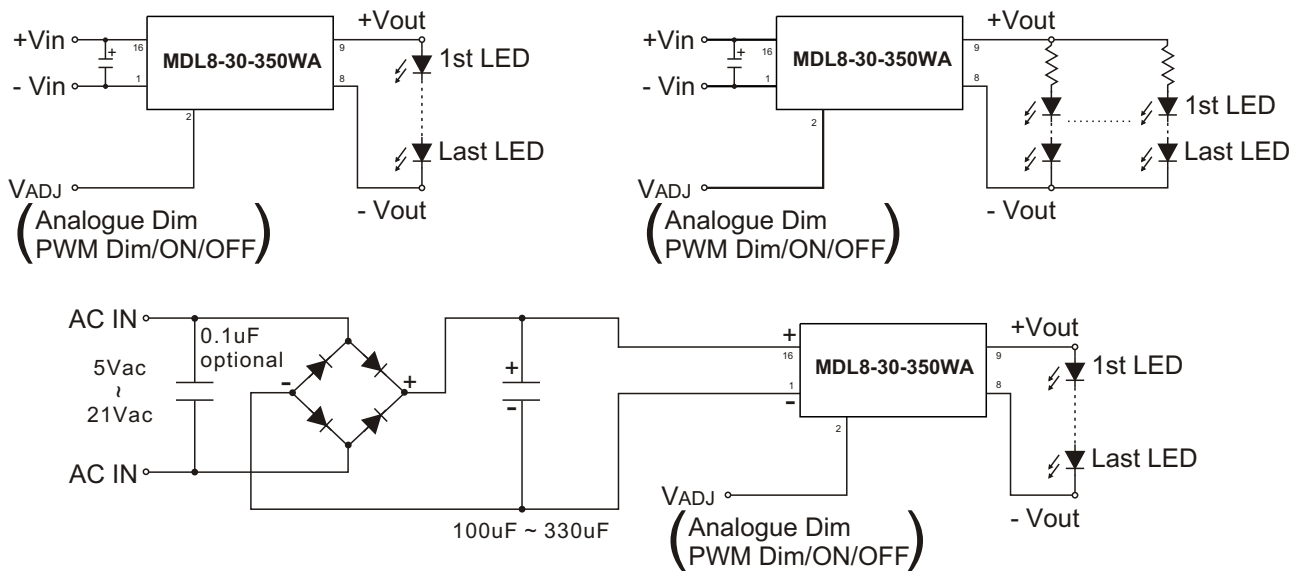 +Vin
- Vin
+
16
1
MDL8-30-350WA
9
8
2
+Vout
1st LED
Last LED
- Vout
VADJ
(Analogue Dim
PWM Dim/ON/OFF)
+Vin
- Vin
+
16
1
MDL8-30-350WA
9
8
2
+Vout
1st LED
Last LED
- Vout
VADJ
(Analogue Dim
PWM Dim/ON/OFF)
AC IN
0.1uF
optional
5Vac
~
21Vac
AC IN
-
+
+
-
100uF ~ 330uF
+
16
1
-
MDL8-30-350WA
9
8
2
+Vout
1st LED
Last LED
- Vout
VADJ
(Analogue Dim
PWM Dim/ON/OFF)